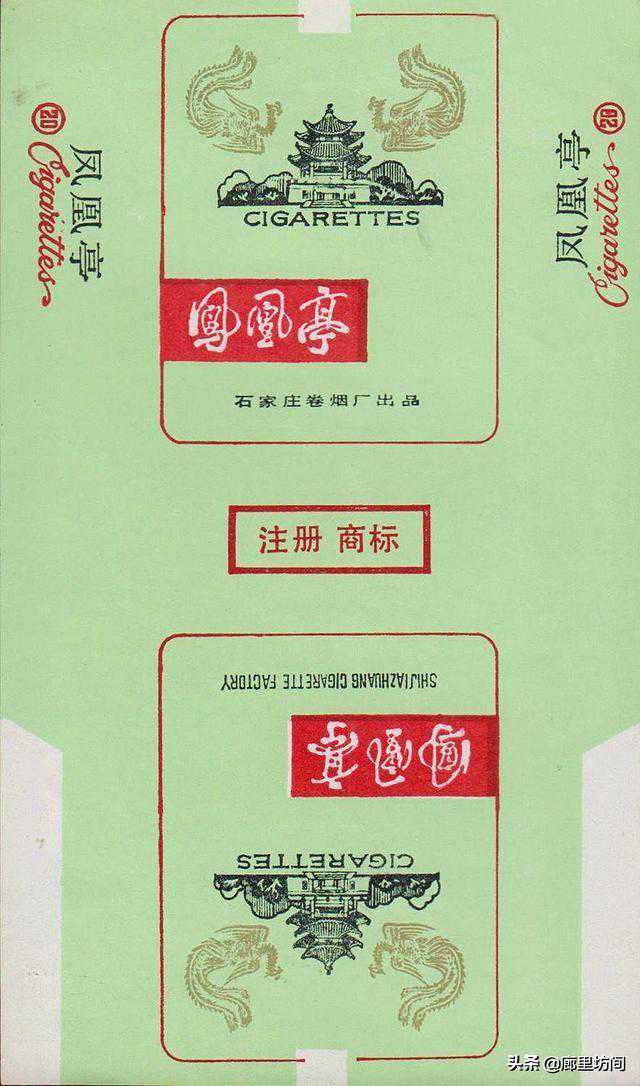 CIGARETTES
鳳凰亭
石家庄卷烟厂出品
⑳ Cigarettes
凤凰亭
⑳ Cigarettes
凤凰亭
注册 商标
SHIJIAZHUANG CIGARETTE FACTORY
鳳凰亭
CIGARETTES
头条 @廊里坊间